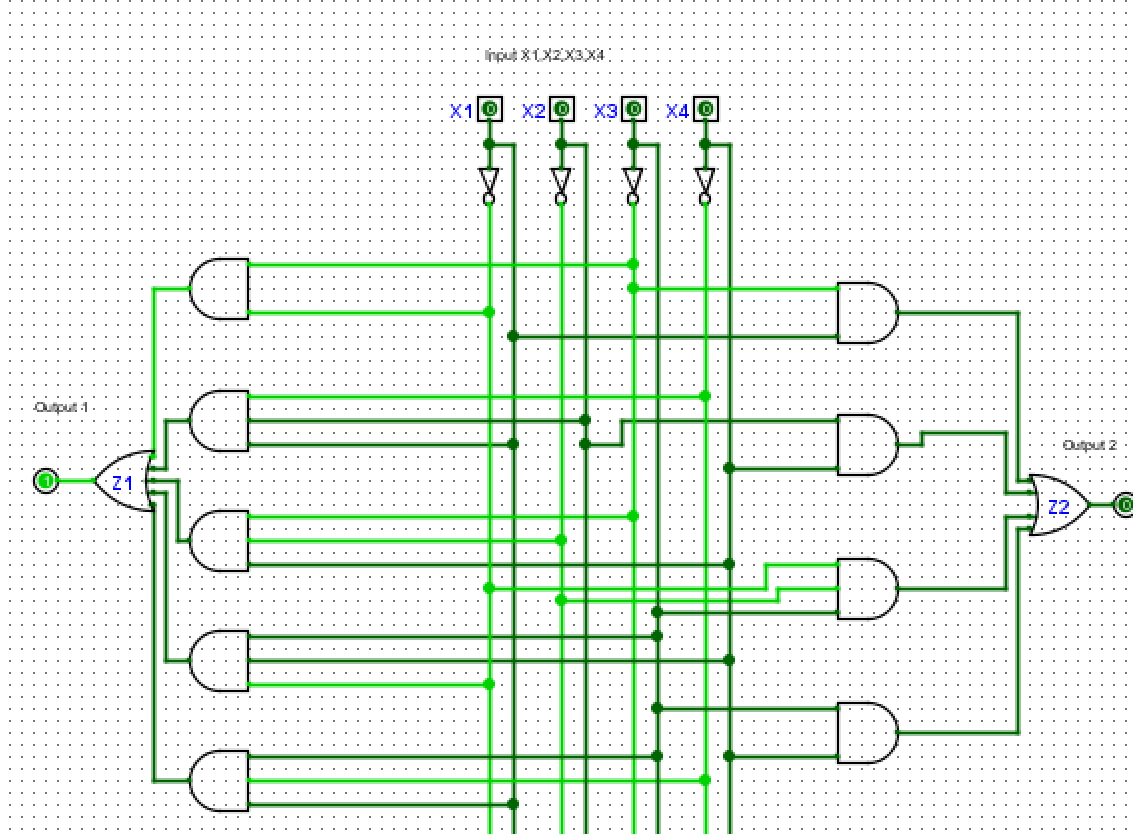 Input X1,X2,X3,X4
X1 0 X2 0 X3 0 X4 0
Output 1
1
Z1
Output 2
Z2
0